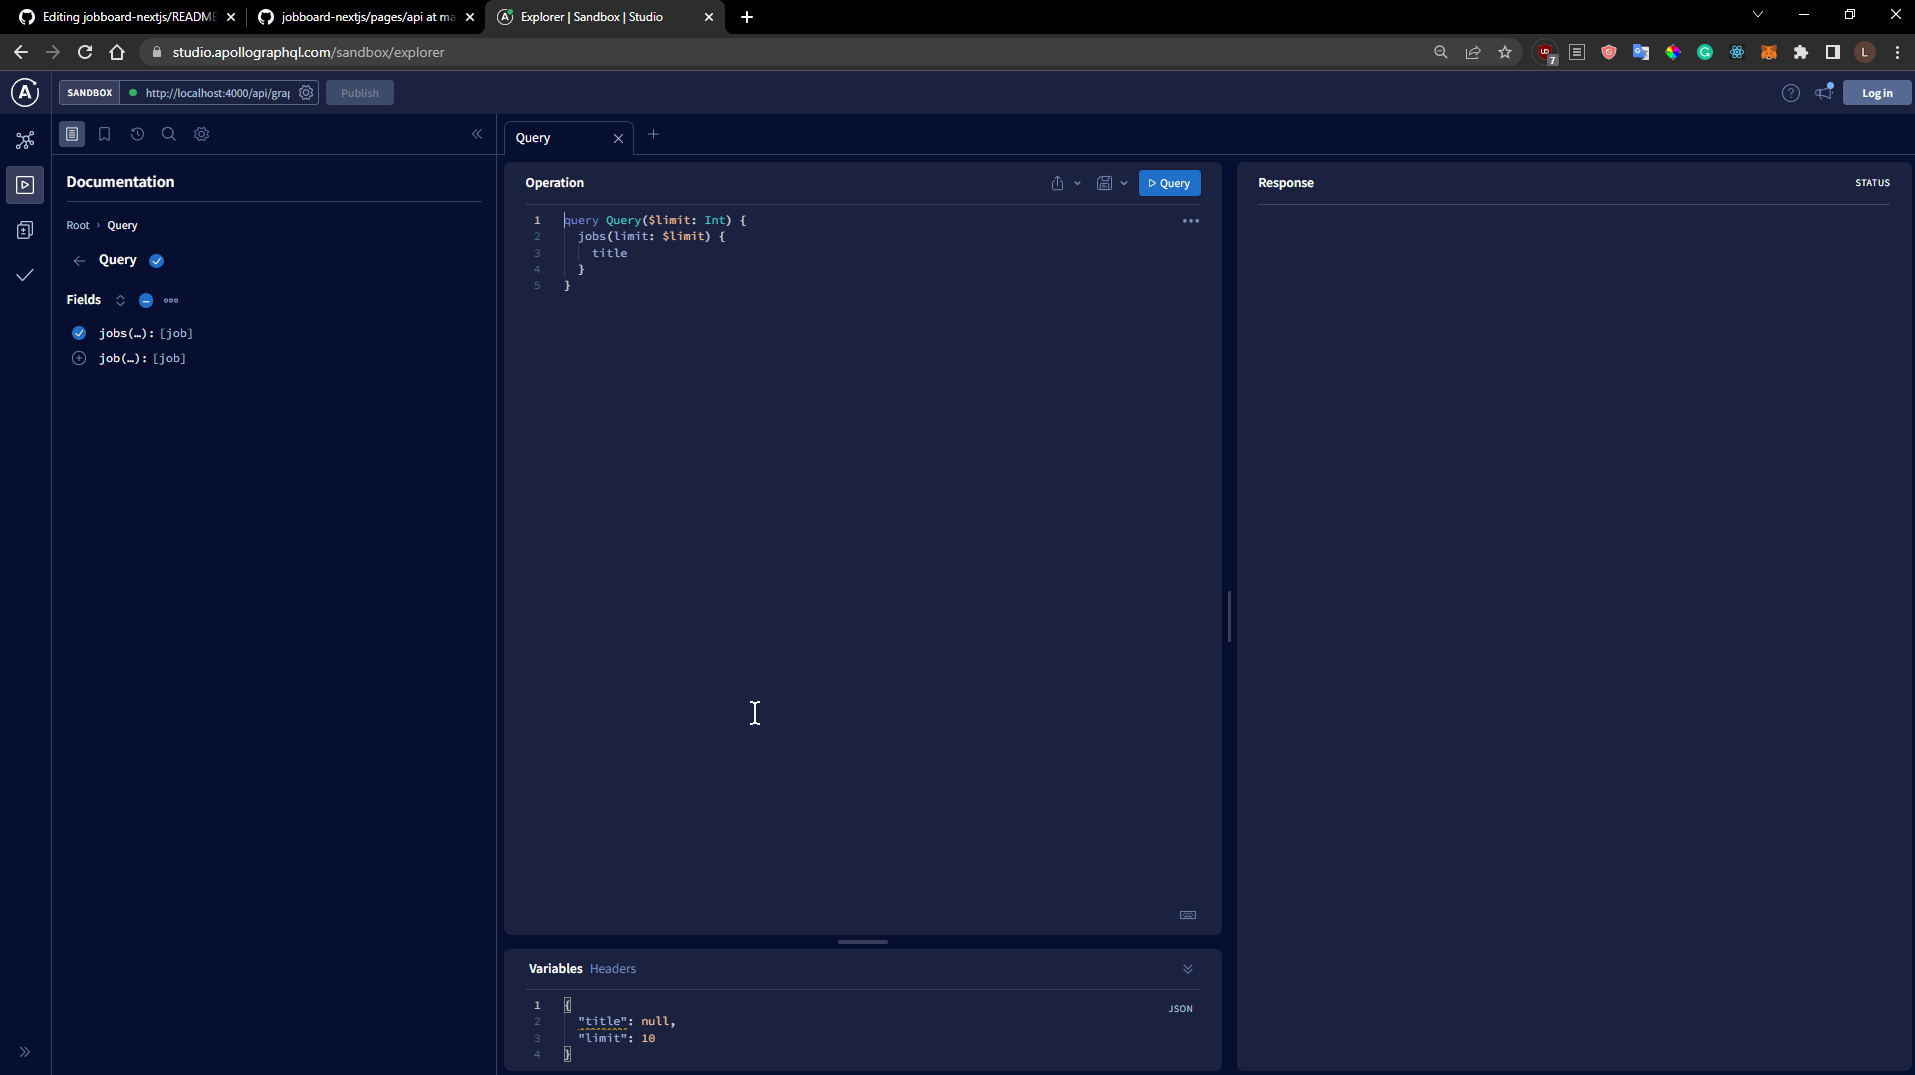 Editing jobboard-nextjs/README
jobboard-nextjs/pages/api at ma
Explorer | Sandbox | Studio
studio.apollographql.com/sandbox/explorer
7
L
SANDBOX
http://localhost:4000/api/grap
Publish
Log in
Documentation
Root › Query
Query
Fields
jobs(…): [job]
job(…): [job]
Query
Operation
Query
1 query Query($limit: Int) {
2 jobs(limit: $limit) {
3 title
4 }
5 }
Variables Headers
JSON
1 {
2 "title": null,
3 "limit": 10
4 }
Response
STATUS